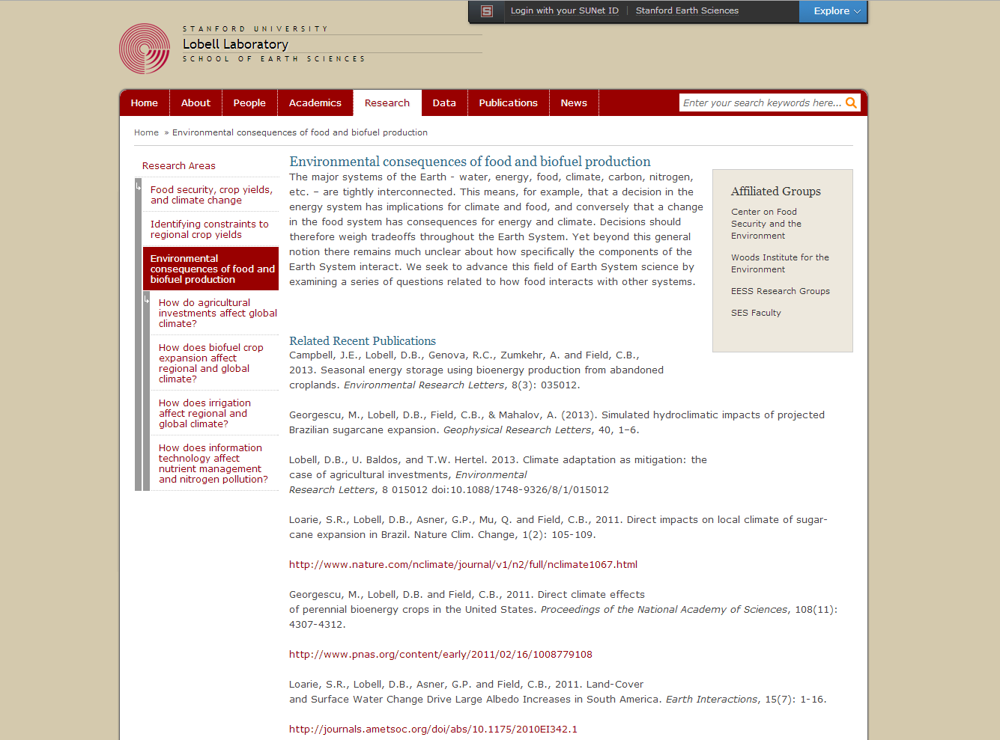 S Login with your SUNet ID Stanford Earth Sciences Explore
STANFORD UNIVERSITY
Lobell Laboratory
SCHOOL OF EARTH SCIENCES
Home About People Academics Research Data Publications News Enter your search keywords here...
Home » Environmental consequences of food and biofuel production
Research Areas
Food security, crop yields,
and climate change
Identifying constraints to
regional crop yields
Environmental
consequences of food and
biofuel production
How do agricultural
investments affect global
climate?
How does biofuel crop
expansion affect
regional and global
climate?
How does irrigation
affect regional and
global climate?
How does information
technology affect
nutrient management
and nitrogen pollution?
Environmental consequences of food and biofuel production
The major systems of the Earth - water, energy, food, climate, carbon, nitrogen,
etc. – are tightly interconnected. This means, for example, that a decision in the
energy system has implications for climate and food, and conversely that a change
in the food system has consequences for energy and climate. Decisions should
therefore weigh tradeoffs throughout the Earth System. Yet beyond this general
notion there remains much unclear about how specifically the components of the
Earth System interact. We seek to advance this field of Earth System science by
examining a series of questions related to how food interacts with other systems.
Related Recent Publications
Campbell, J.E., Lobell, D.B., Genova, R.C., Zumkehr, A. and Field, C.B.,
2013. Seasonal energy storage using bioenergy production from abandoned
croplands. Environmental Research Letters, 8(3): 035012.
Georgescu, M., Lobell, D.B., Field, C.B., & Mahalov, A. (2013). Simulated hydroclimatic impacts of projected
Brazilian sugarcane expansion. Geophysical Research Letters, 40, 1–6.
Lobell, D.B., U. Baldos, and T.W. Hertel. 2013. Climate adaptation as mitigation: the
case of agricultural investments, Environmental
Research Letters, 8 015012 doi:10.1088/1748-9326/8/1/015012
Loarie, S.R., Lobell, D.B., Asner, G.P., Mu, Q. and Field, C.B., 2011. Direct impacts on local climate of sugar-
cane expansion in Brazil. Nature Clim. Change, 1(2): 105-109.
http://www.nature.com/nclimate/journal/v1/n2/full/nclimate1067.html
Georgescu, M., Lobell, D.B. and Field, C.B., 2011. Direct climate effects
of perennial bioenergy crops in the United States. Proceedings of the National Academy of Sciences, 108(11):
4307-4312.
http://www.pnas.org/content/early/2011/02/16/1008779108
Loarie, S.R., Lobell, D.B., Asner, G.P. and Field, C.B., 2011. Land-Cover
and Surface Water Change Drive Large Albedo Increases in South America. Earth Interactions, 15(7): 1-16.
http://journals.ametsoc.org/doi/abs/10.1175/2010EI342.1
Affiliated Groups
Center on Food
Security and the
Environment
Woods Institute for the
Environment
EESS Research Groups
SES Faculty